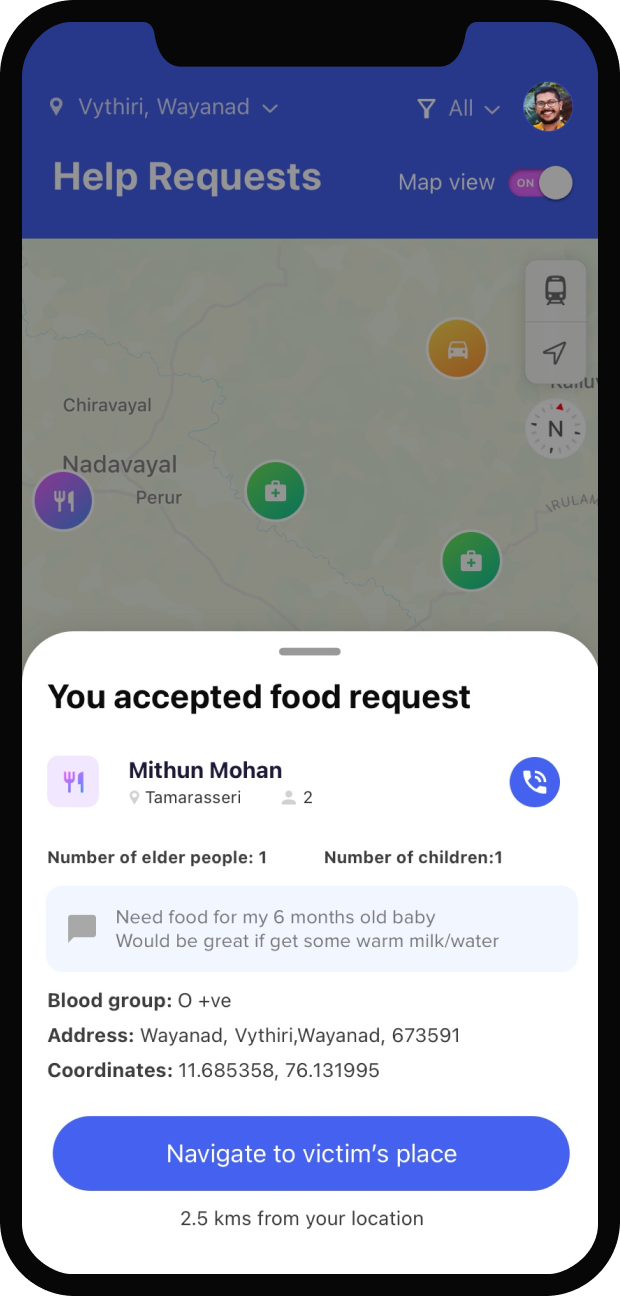 Vythiri, Wayanad
All
Help Requests
Map view
ON
Chiravayal
N
Nadavayal
Perur
You accepted food request
Mithun Mohan
Tamarasseri
2
Number of elder people: 1
Number of children:1
Need food for my 6 months old baby
Would be great if get some warm milk/water
Blood group: O +ve
Address: Wayanad, Vythiri,Wayanad, 673591
Coordinates: 11.685358, 76.131995
Navigate to victim's place
2.5 kms from your location